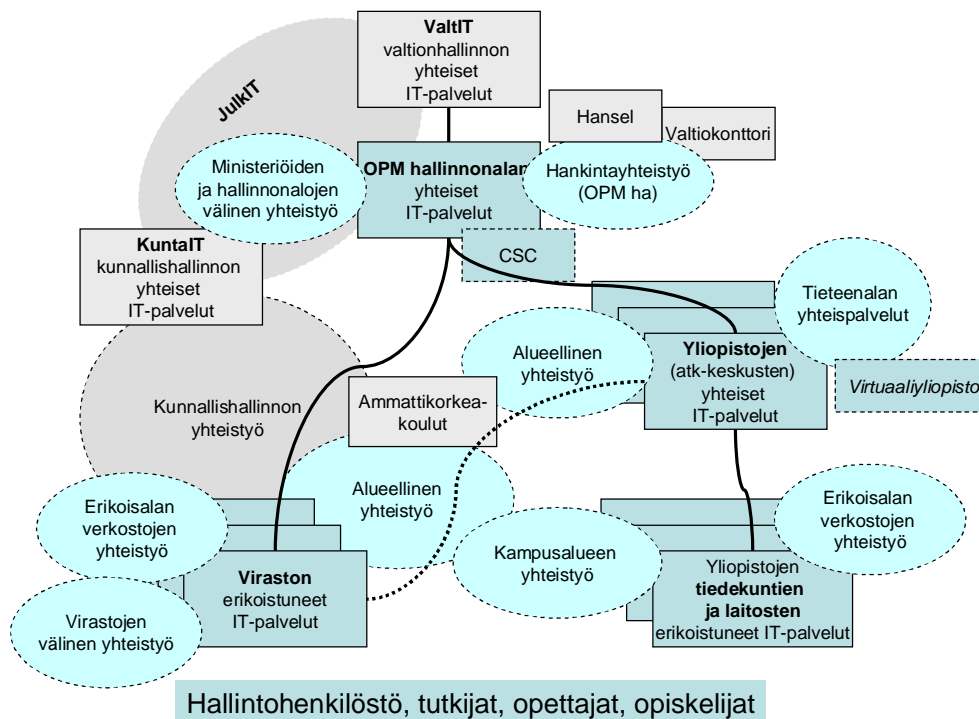 ValtIT
valtionhallinnon
yhteiset
IT-palvelut
JulkIT
Hansel
Valtiokonttori
Ministeriöiden
ja hallinnonalojen
välinen yhteistyö
OPM hallinnonalan
yhteiset
IT-palvelut
Hankintayhteistyö
(OPM ha)
KuntaIT
kunnallishallinnon
yhteiset
IT-palvelut
CSC
Tieteenalan
yhteispalvelut
Alueellinen
yhteistyö
Yliopistojen
(atk-keskusten)
yhteiset
IT-palvelut
Virtuaaliyliopisto
Kunnallishallinnon
yhteistyö
Ammattikorkea-
koulut
Alueellinen
yhteistyö
Erikoisalan
verkostojen
yhteistyö
Erikoisalan
verkostojen
yhteistyö
Kampusalueen
yhteistyö
Viraston
erikoistuneet
IT-palvelut
Yliopistojen
tiedekuntien
ja laitosten
erikoistuneet IT-palvelut
Virastojen
välinen yhteistyö
Hallintohenkilöstö, tutkijat, opettajat, opiskelijat